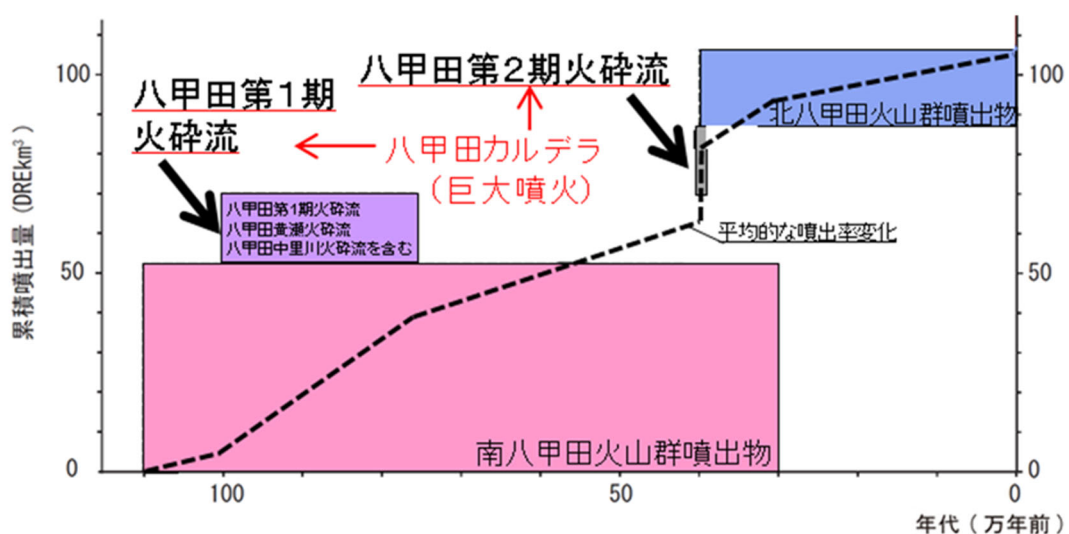 累積噴出量(DREkm³)
100
50
0
八甲田第1期
火砕流
八甲田第2期火砕流
八甲田カルデラ
(巨大噴火)
八甲田第1期火砕流
八甲田黄瀬火砕流
八甲田中里川火砕流を含む
北八甲田火山群噴出物
平均的な噴出率変化
南八甲田火山群噴出物
100
50
0
100
50
0
年代(万年前)